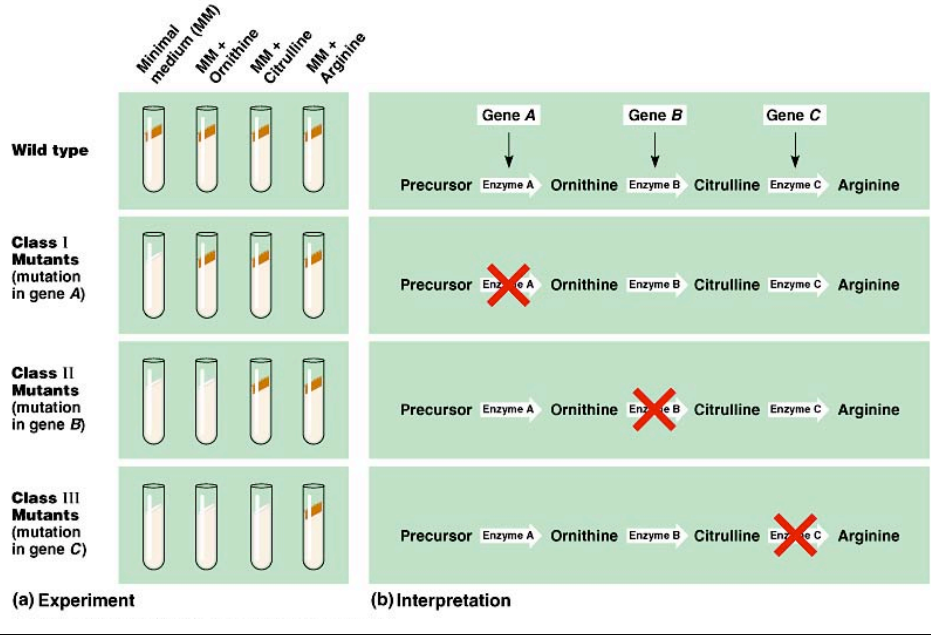 Minimal
medium (MM)
MM +
Ornithine
MM +
Citrulline
MM +
Arginine
Wild type
Gene A
Gene B
Gene C
Precursor Enzyme A Ornithine Enzyme B Citrulline Enzyme C Arginine
Class I
Mutants
(mutation
in gene A)
Precursor Enzyme A Ornithine Enzyme B Citrulline Enzyme C Arginine
Class II
Mutants
(mutation
in gene B)
Precursor Enzyme A Ornithine Enzyme B Citrulline Enzyme C Arginine
Class III
Mutants
(mutation
in gene C)
Precursor Enzyme A Ornithine Enzyme B Citrulline Enzyme C Arginine
(a) Experiment
(b) Interpretation